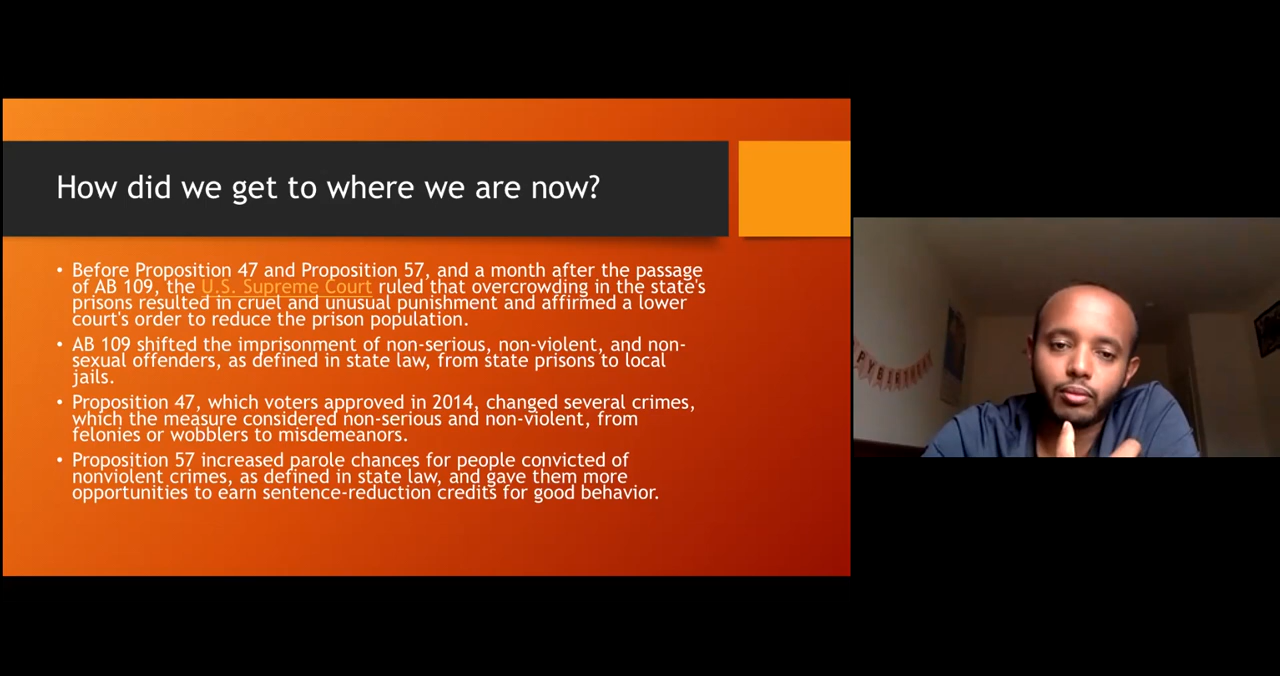 How did we get to where we are now?
• Before Proposition 47 and Proposition 57, and a month after the passage
of AB 109, the U.S. Supreme Court ruled that overcrowding in the state's
prisons resulted in cruel and unusual punishment and affirmed a lower
court's order to reduce the prison population.
• AB 109 shifted the imprisonment of non-serious, non-violent, and non-
sexual offenders, as defined in state law, from state prisons to local
jails.
• Proposition 47, which voters approved in 2014, changed several crimes,
which the measure considered non-serious and non-violent, from
felonies or wobblers to misdemeanors.
• Proposition 57 increased parole chances for people convicted of
nonviolent crimes, as defined in state law, and gave them more
opportunities to earn sentence-reduction credits for good behavior.